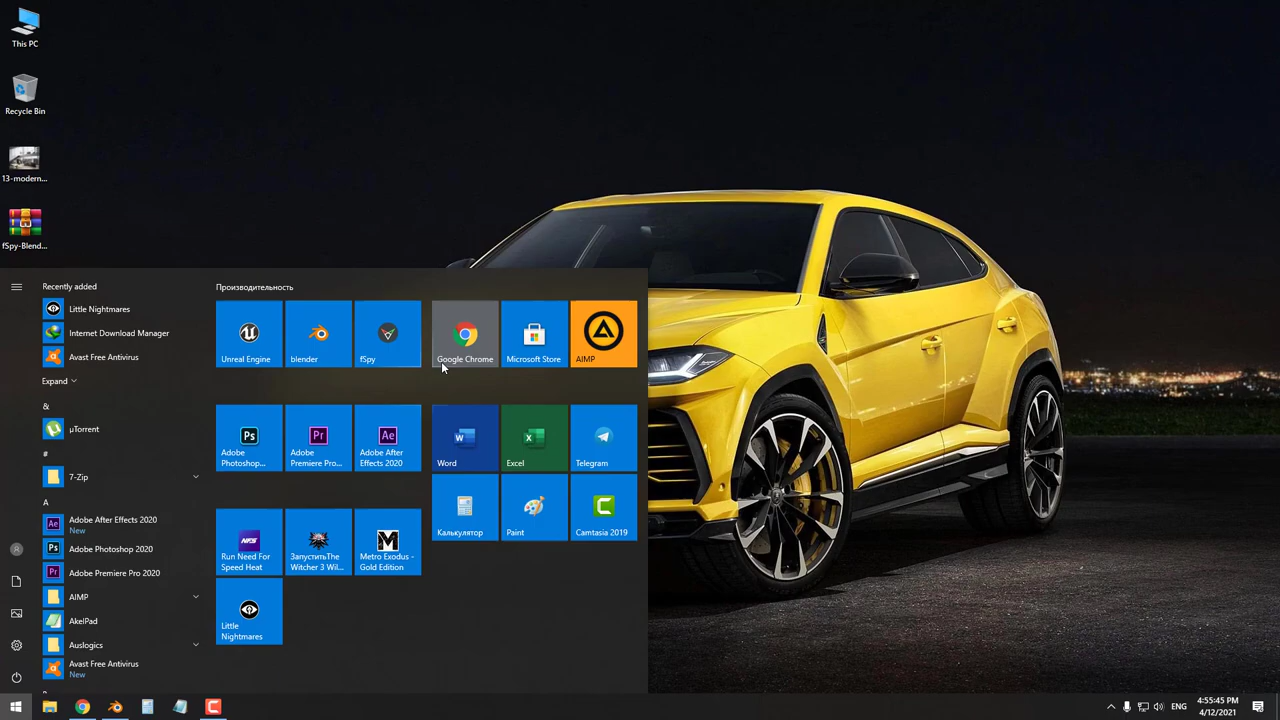 This PC
Recycle Bin
13-modern...
fSpy-Blend...
Recently added
Little Nightmares
Internet Download Manager
Avast Free Antivirus
Expand
&
µTorrent
#
7-Zip
A
Adobe After Effects 2020
New
Adobe Photoshop 2020
Adobe Premiere Pro 2020
AIMP
AkelPad
Auslogics
Avast Free Antivirus
New
Производительность
Unreal Engine
blender
fSpy
Google Chrome
Microsoft Store
AIMP
Ps
Pr
Ae
Adobe
Photoshop...
Adobe
Premiere Pro...
Adobe After
Effects 2020
Word
Excel
Telegram
Калькулятор
Paint
Camtasia 2019
NFS
Run Need For
Speed Heat
ЗапуститьThe
Witcher 3 Wil...
Metro Exodus -
Gold Edition
Little
Nightmares
ENG
4:55:45 PM
4/12/2021